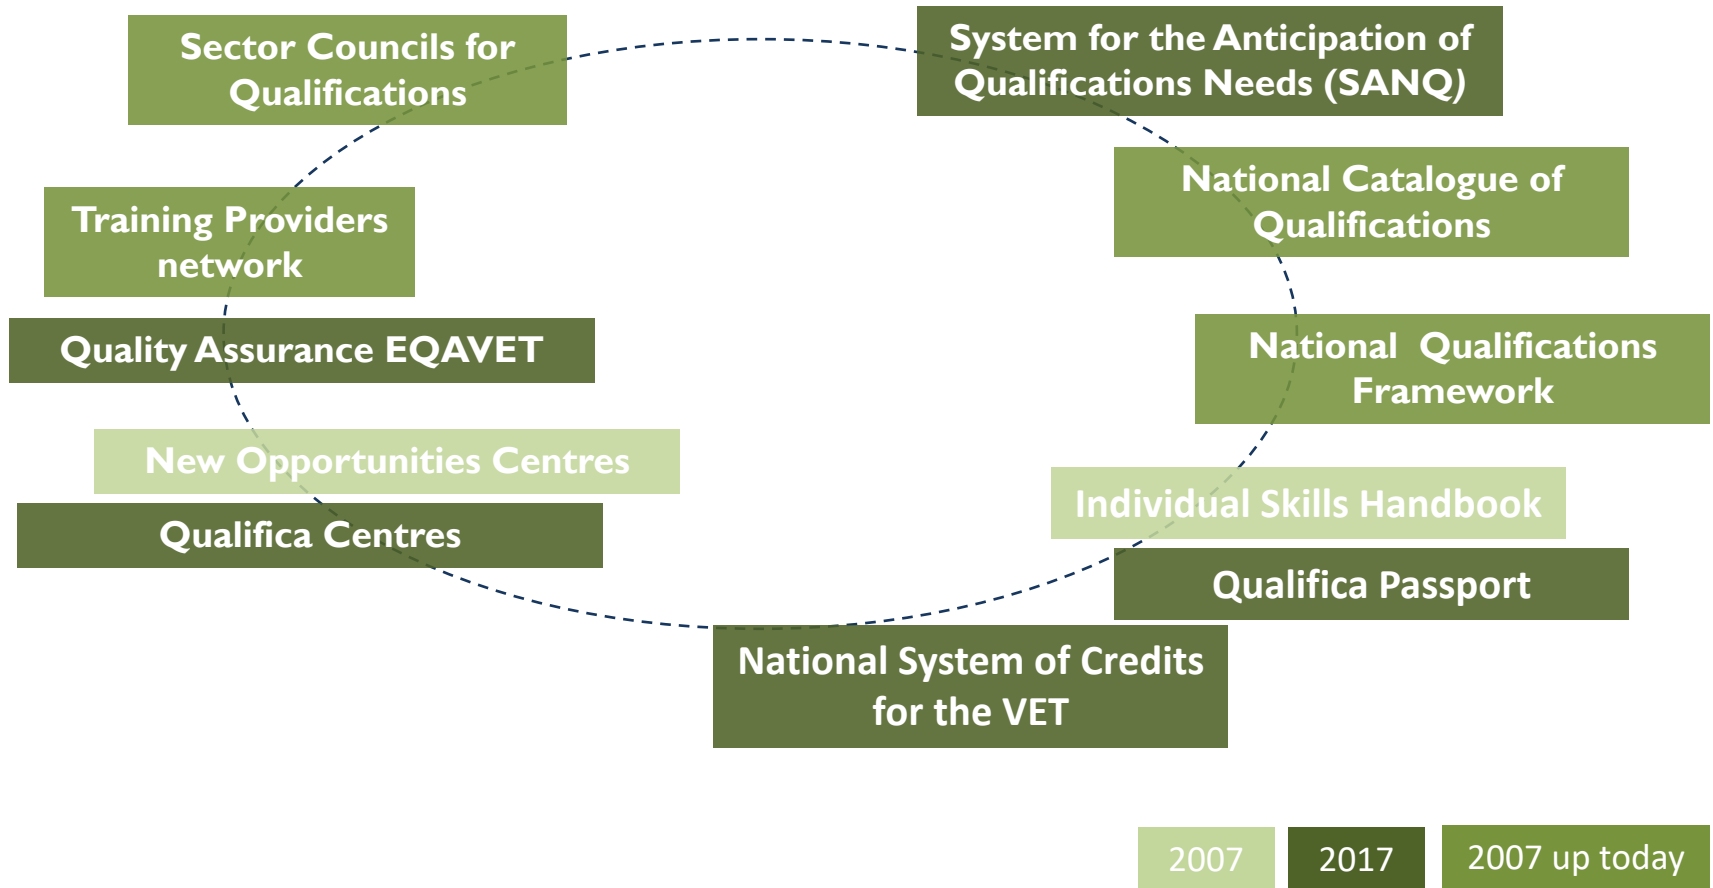 Sector Councils for
Qualifications
System for the Anticipation of
Qualifications Needs (SANQ)
National Catalogue of
Qualifications
Training Providers
network
National Qualifications
Framework
Quality Assurance EQAVET
New Opportunities Centres
Individual Skills Handbook
Qualifica Centres
Qualifica Passport
National System of Credits
for the VET
2007
2017
2007 up today